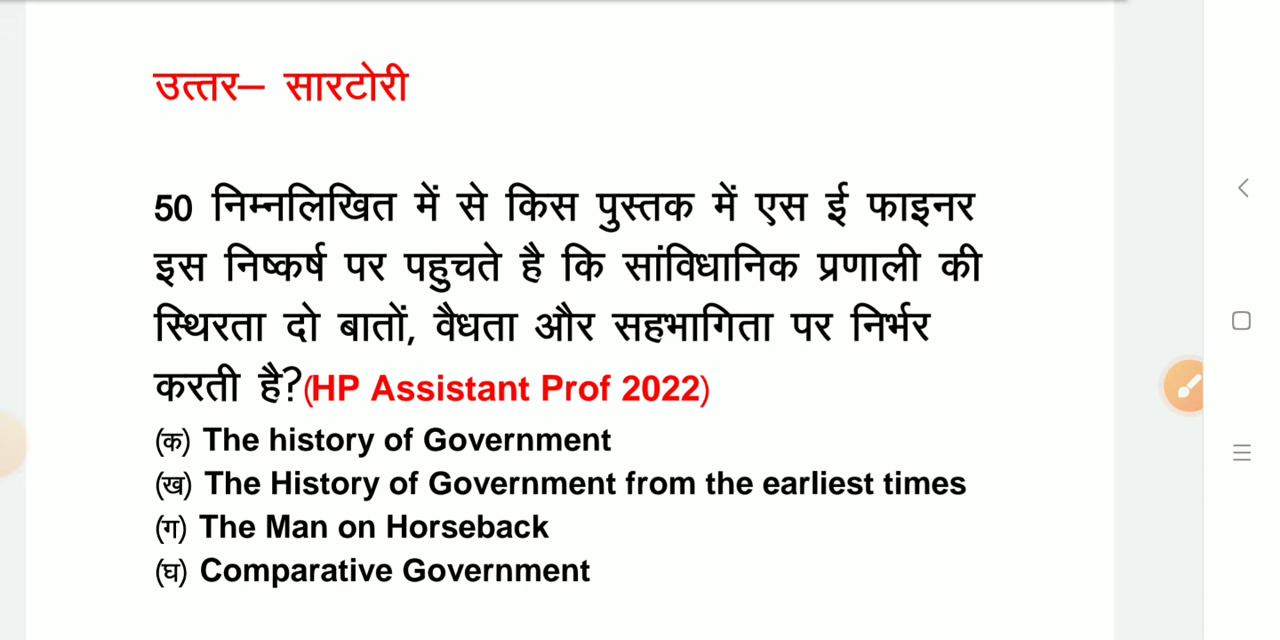 उत्तर– सारटोरी
50 निम्नलिखित में से किस पुस्तक में एस ई फाइनर
इस निष्कर्ष पर पहुचते है कि सांविधानिक प्रणाली की
स्थिरता दो बातों, वैधता और सहभागिता पर निर्भर
करती है?(HP Assistant Prof 2022)
(क) The history of Government
(ख) The History of Government from the earliest times
(ग) The Man on Horseback
(घ) Comparative Government